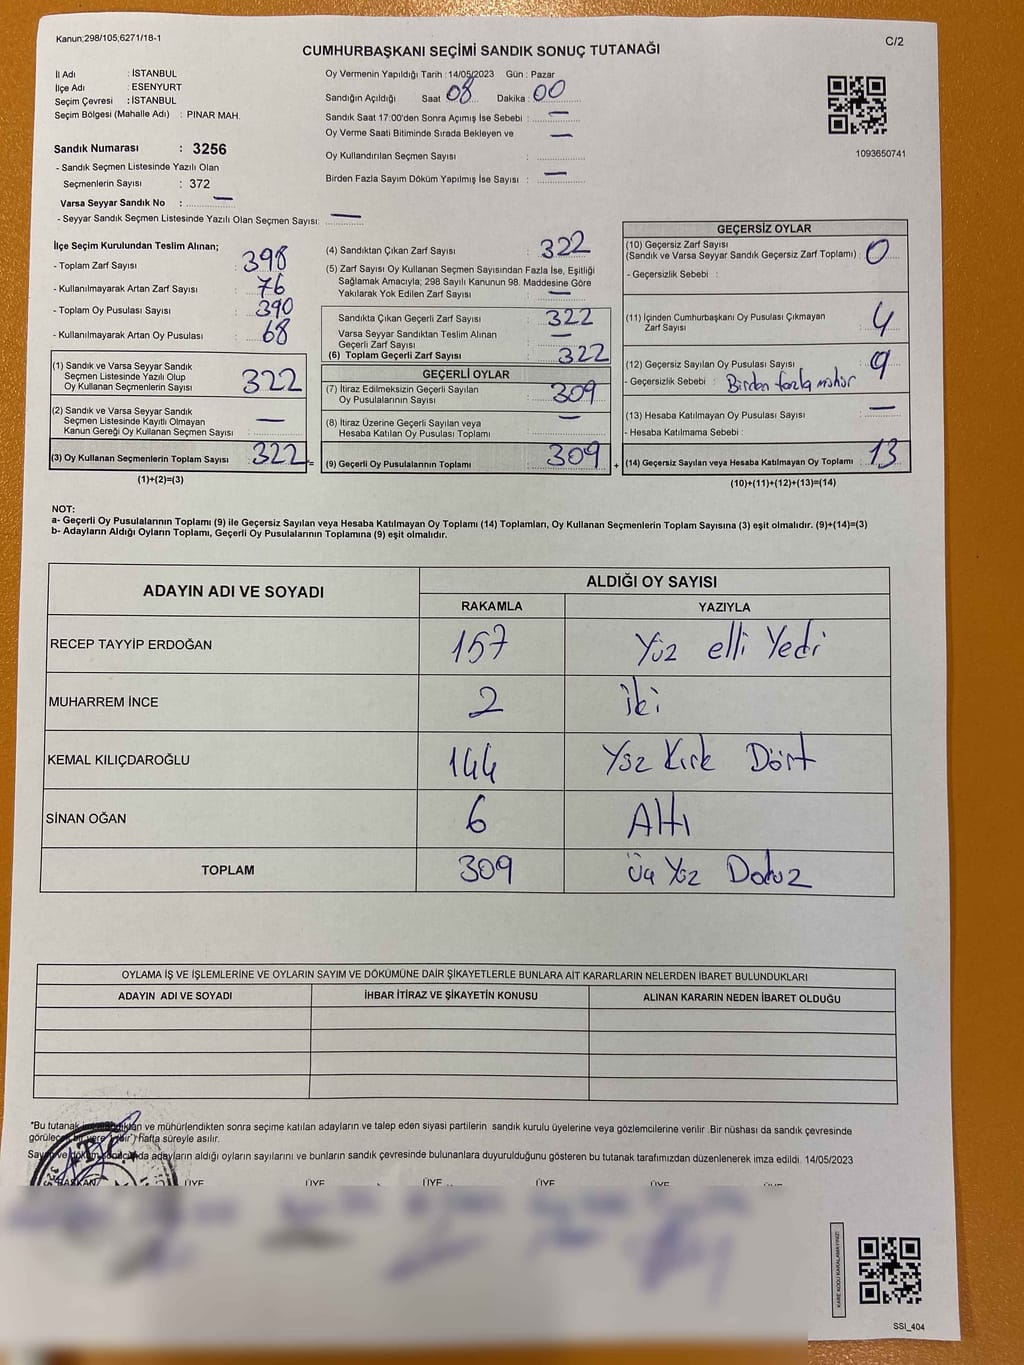 Kanun;298/105;6271/18-1
C/2
CUMHURBAŞKANI SEÇİMİ SANDIK SONUÇ TUTANAĞI
İl Adı : İSTANBUL
İlçe Adı : ESENYURT
Seçim Çevresi : İSTANBUL
Seçim Bölgesi (Mahalle Adı) : PINAR MAH.
Sandık Numarası : 3256
- Sandık Seçmen Listesinde Yazılı Olan
Seçmenlerin Sayısı : 372
Varsa Seyyar Sandık No : —
- Seyyar Sandık Seçmen Listesinde Yazılı Olan Seçmen Sayısı: —
Oy Vermenin Yapıldığı Tarih : 14/05/2023 Gün : Pazar
Sandığın Açıldığı Saat 08 Dakika : 00
Sandık Saat 17:00'den Sonra Açımış İse Sebebi : —
Oy Verme Saati Bitiminde Sırada Bekleyen ve —
Oy Kullandırılan Seçmen Sayısı :
Birden Fazla Sayım Döküm Yapılmış İse Sayısı : —
1093650741
İlçe Seçim Kurulundan Teslim Alınan;
- Toplam Zarf Sayısı : 398
- Kullanılmayarak Artan Zarf Sayısı : 76
- Toplam Oy Pusulası Sayısı : 390
- Kullanılmayarak Artan Oy Pusulası : 68
(1) Sandık ve Varsa Seyyar Sandık
Seçmen Listesinde Yazılı Olup
Oy Kullanan Seçmenlerin Sayısı : 322
(2) Sandık ve Varsa Seyyar Sandık
Seçmen Listesinde Kayıtlı Olmayan
Kanun Gereği Oy Kullanan Seçmen Sayısı : —
(3) Oy Kullanan Seçmenlerin Toplam Sayısı : 322 =
(1)+(2)=(3)
(4) Sandıktan Çıkan Zarf Sayısı : 322
(5) Zarf Sayısı Oy Kullanan Seçmen Sayısından Fazla İse, Eşitliği
Sağlamak Amacıyla; 298 Sayılı Kanunun 98. Maddesine Göre
Yakılarak Yok Edilen Zarf Sayısı : —
Sandıkta Çıkan Geçerli Zarf Sayısı : 322
Varsa Seyyar Sandıktan Teslim Alınan
Geçerli Zarf Sayısı : —
(6) Toplam Geçerli Zarf Sayısı : 322
GEÇERLİ OYLAR
(7) İtiraz Edilmeksizin Geçerli Sayılan
Oy Pusulalarının Sayısı : 309
(8) İtiraz Üzerine Geçerli Sayılan veya
Hesaba Katılan Oy Pusulası Toplamı : —
(9) Geçerli Oy Pusulalarının Toplamı : 309 +
GEÇERSİZ OYLAR
(10) Geçersiz Zarf Sayısı
(Sandık ve Varsa Seyyar Sandık Geçersiz Zarf Toplamı) : 0
- Geçersizlik Sebebi :
(11) İçinden Cumhurbaşkanı Oy Pusulası Çıkmayan
Zarf Sayısı : 4
(12) Geçersiz Sayılan Oy Pusulası Sayısı : 9
- Geçersizlik Sebebi : Birden fazla mühür
(13) Hesaba Katılmayan Oy Pusulası Sayısı : —
- Hesaba Katılmama Sebebi :
(14) Geçersiz Sayılan veya Hesaba Katılmayan Oy Toplamı : 13
(10)+(11)+(12)+(13)=(14)
NOT:
a- Geçerli Oy Pusulalarının Toplamı (9) ile Geçersiz Sayılan veya Hesaba Katılmayan Oy Toplamı (14) Toplamları, Oy Kullanan Seçmenlerin Toplam Sayısına (3) eşit olmalıdır. (9)+(14)=(3)
b- Adayların Aldığı Oyların Toplamı, Geçerli Oy Pusulalarının Toplamına (9) eşit olmalıdır.
ADAYIN ADI VE SOYADI
ALDIĞI OY SAYISI
RAKAMLA YAZIYLA
RECEP TAYYİP ERDOĞAN 157 Yüz elli Yedi
MUHARREM İNCE 2 iki
KEMAL KILIÇDAROĞLU 144 Yüz Kırk Dört
SİNAN OĞAN 6 Altı
TOPLAM 309 Üç Yüz Dokuz
OYLAMA İŞ VE İŞLEMLERİNE VE OYLARIN SAYIM VE DÖKÜMÜNE DAİR ŞİKAYETLERLE BUNLARA AİT KARARLARIN NELERDEN İBARET BULUNDUKLARI
ADAYIN ADI VE SOYADI İHBAR İTİRAZ VE ŞİKAYETİN KONUSU ALINAN KARARIN NEDEN İBARET OLDUĞU
"Bu tutanak ve mühürlendikten sonra seçime katılan adayların ve talep eden siyasi partilerin sandık kurulu üyelerine veya gözlemcilerine verilir. Bir nüshası da sandık çevresinde
bir yere hafta süreyle asılır.
Sayım ve döküm adayların aldığı oyların sayılarını ve bunların sandık çevresinde bulunanlara duyurulduğunu gösteren bu tutanak tarafımızdan düzenlenerek imza edildi. 14/05/2023
BAŞKAN ÜYE ÜYE ÜYE ÜYE ÜYE
KARE KODU KARALAMAYINIZ!
SSI_404